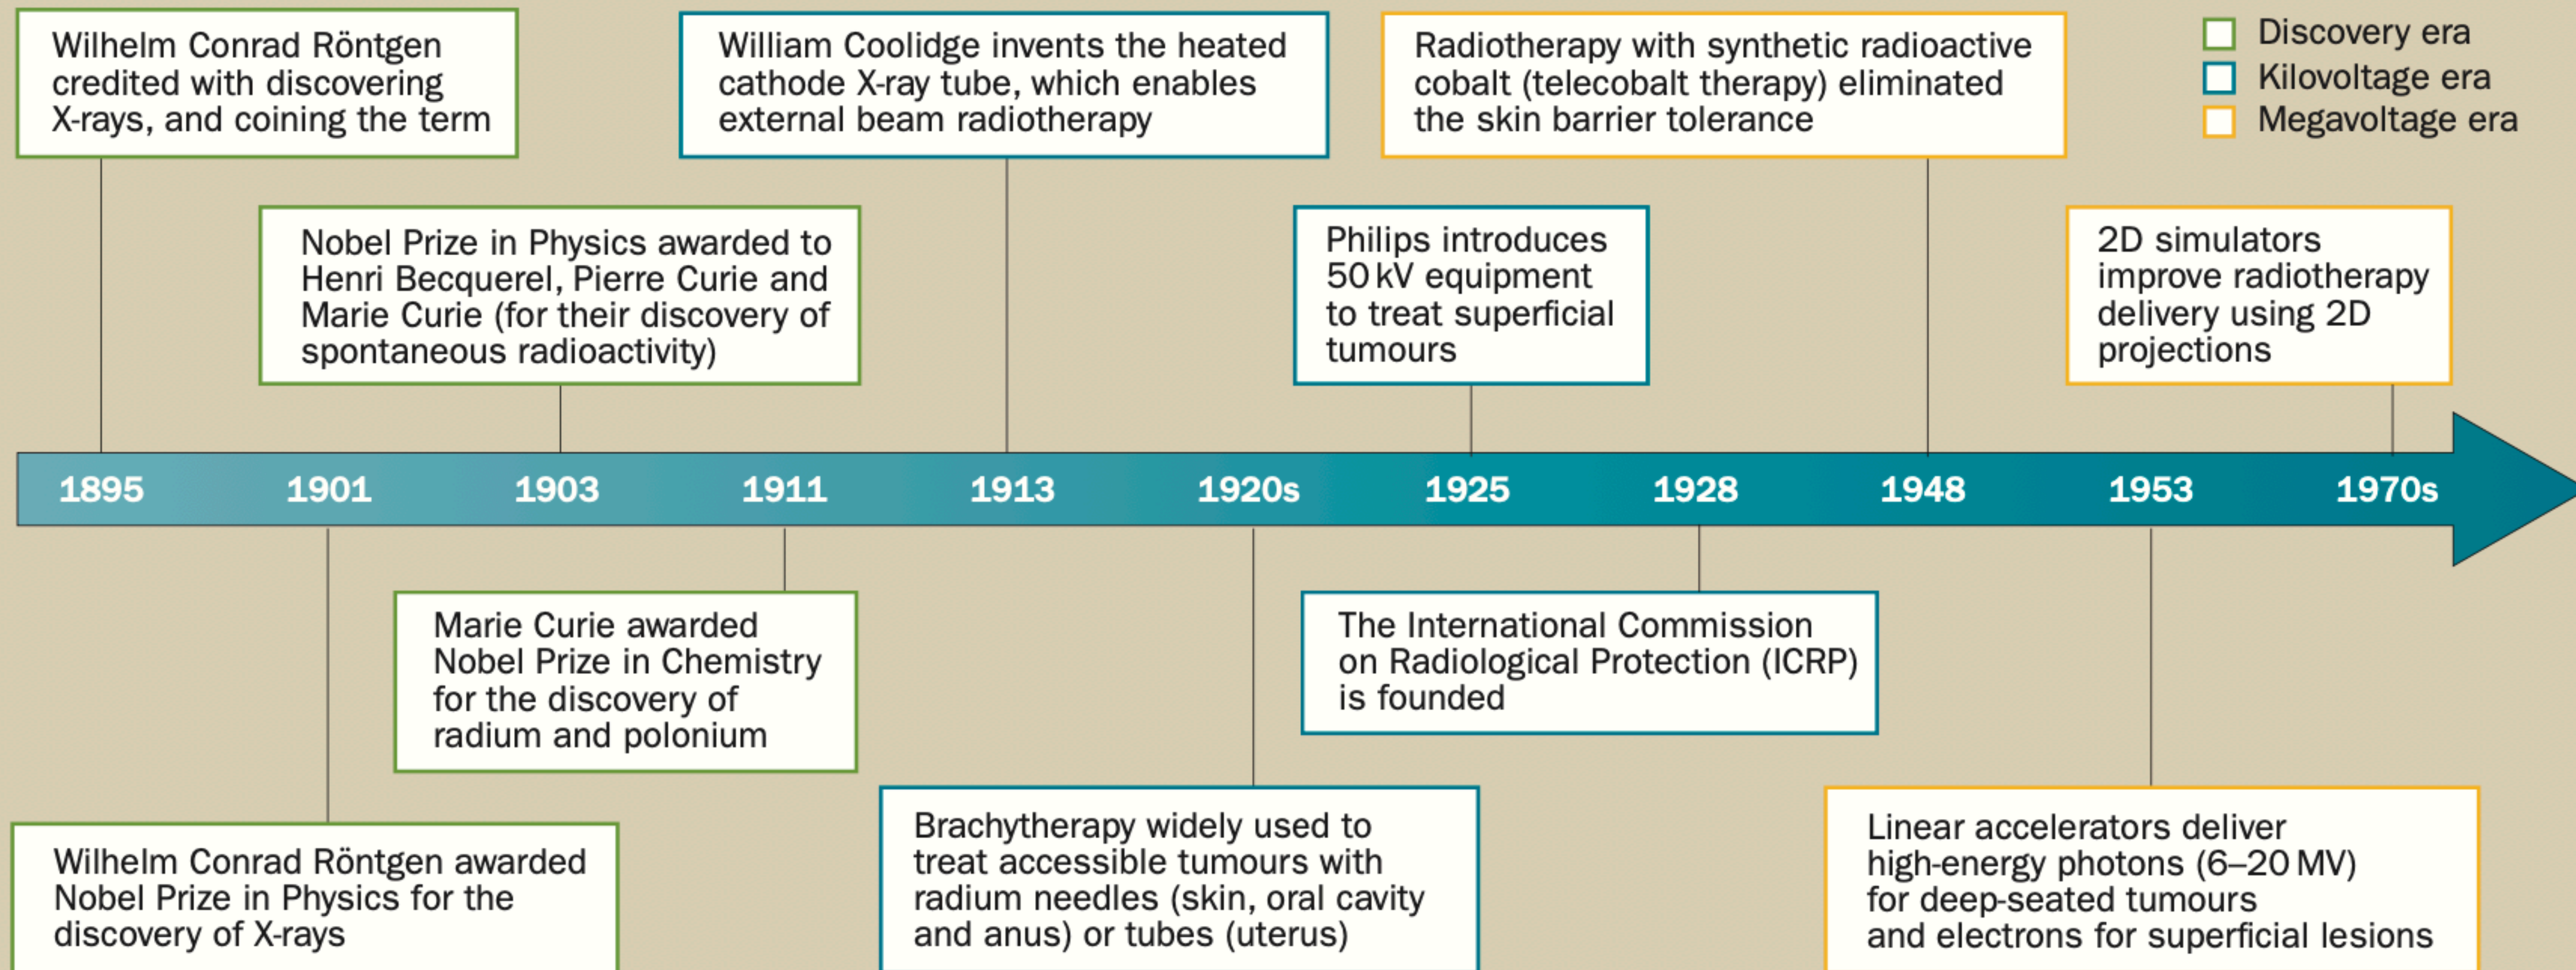 Wilhelm Conrad Röntgen
credited with discovering
X-rays, and coining the term
William Coolidge invents the heated
cathode X-ray tube, which enables
external beam radiotherapy
Radiotherapy with synthetic radioactive
cobalt (telecobalt therapy) eliminated
the skin barrier tolerance
Discovery era
Kilovoltage era
Megavoltage era
Nobel Prize in Physics awarded to
Henri Becquerel, Pierre Curie and
Marie Curie (for their discovery of
spontaneous radioactivity)
Philips introduces
50 kV equipment
to treat superficial
tumours
2D simulators
improve radiotherapy
delivery using 2D
projections
1895 1901 1903 1911 1913 1920s 1925 1928 1948 1953 1970s
Marie Curie awarded
Nobel Prize in Chemistry
for the discovery of
radium and polonium
The International Commission
on Radiological Protection (ICRP)
is founded
Wilhelm Conrad Röntgen awarded
Nobel Prize in Physics for the
discovery of X-rays
Brachytherapy widely used to
treat accessible tumours with
radium needles (skin, oral cavity
and anus) or tubes (uterus)
Linear accelerators deliver
high-energy photons (6–20 MV)
for deep-seated tumours
and electrons for superficial lesions